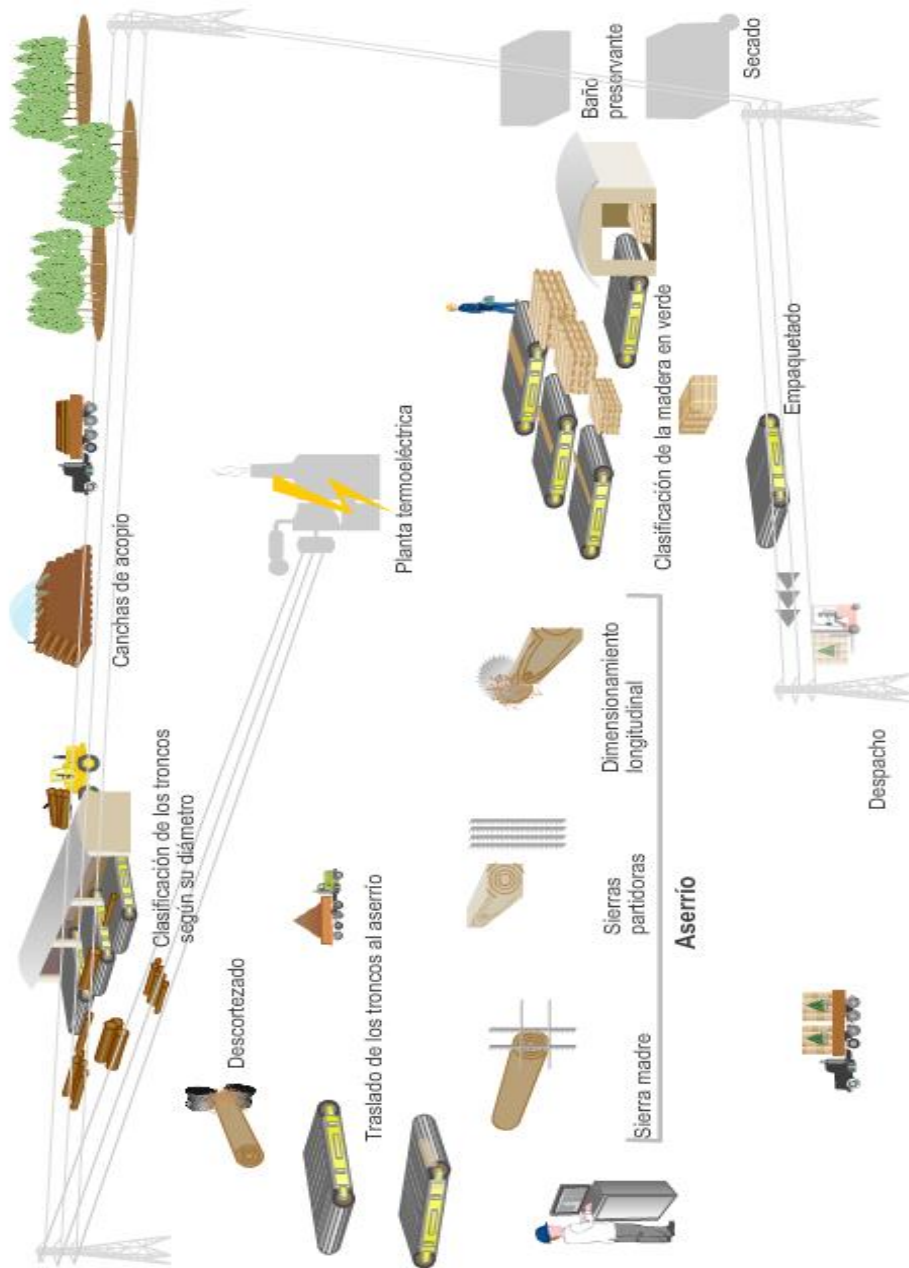 Canchas de acopio
Clasificación de los troncos
según su diámetro
Planta termoeléctrica
Descortezado
Traslado de los troncos al aserrío
Sierra madre
Sierras
partidoras
Dimensionamiento
longitudinal
Aserrío
Clasificación de la madera en verde
Baño
preservante
Secado
Empaquetado
Despacho